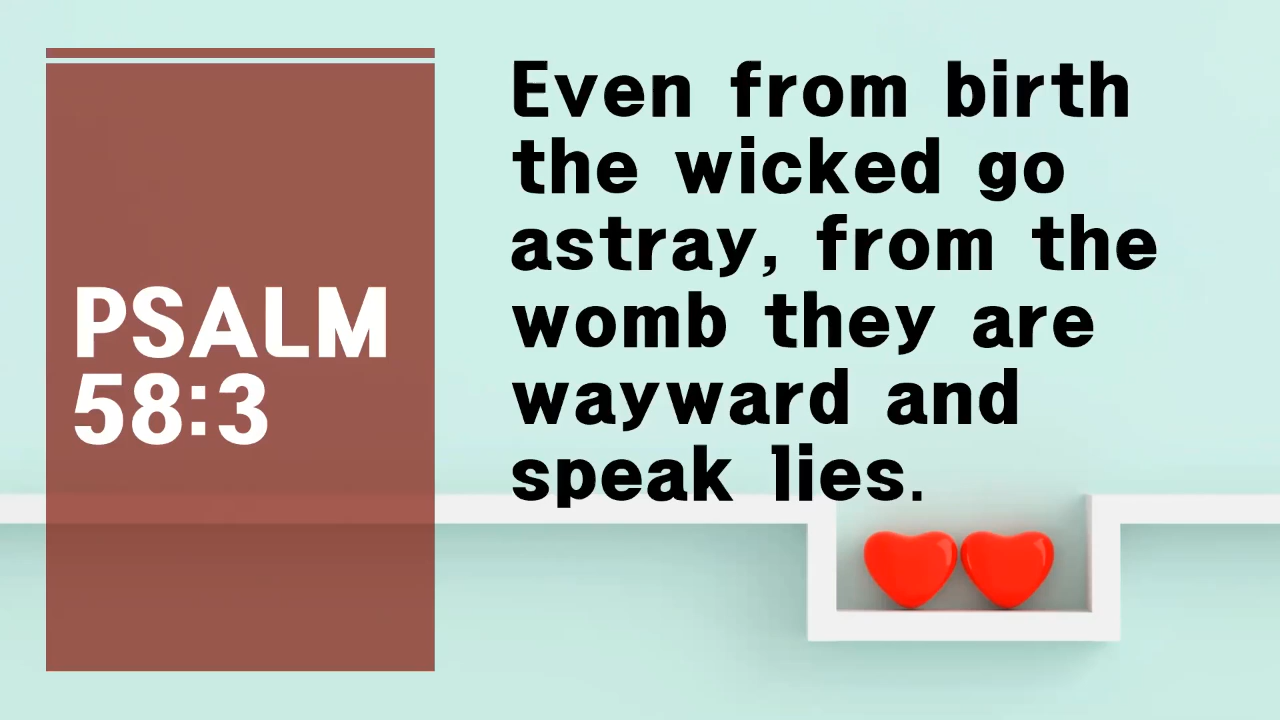 PSALM
58:3
Even from birth
the wicked go
astray, from the
womb they are
wayward and
speak lies.